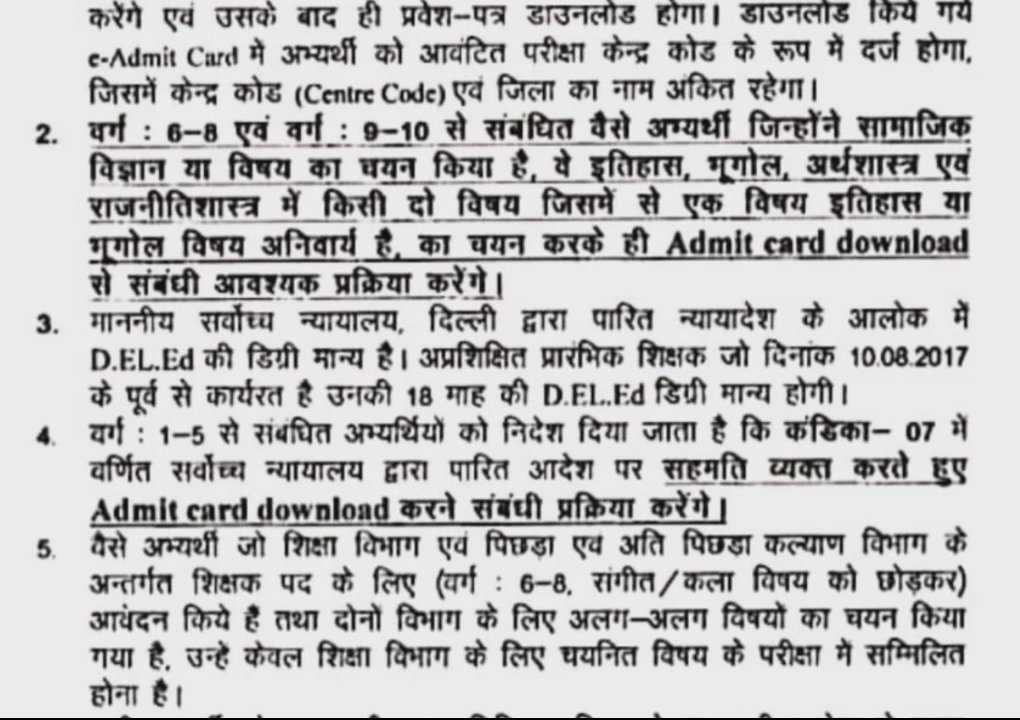 करेंगे एवं उसके बाद ही प्रवेश-पत्र डाउनलोड होगा। डाउनलोड किये गये
e-Admit Card में अभ्यर्थी को आवंटित परीक्षा केन्द्र कोड के रूप में दर्ज होगा,
जिसमें केन्द्र कोड (Centre Code) एवं जिला का नाम अंकित रहेगा।
2. वर्ग : 6-8 एवं वर्ग : 9-10 से संबंधित वैसे अभ्यर्थी जिन्होंने सामाजिक
विज्ञान या विषय का चयन किया है, वे इतिहास, भूगोल, अर्थशास्त्र एवं
राजनीतिशास्त्र में किसी दो विषय जिसमें से एक विषय इतिहास या
भूगोल विषय अनिवार्य है, का चयन करके ही Admit card download
से संबंधी आवश्यक प्रक्रिया करेंगे।
3. माननीय सर्वोच्च न्यायालय, दिल्ली द्वारा पारित न्यायादेश के आलोक में
D.EL.Ed की डिग्री मान्य है। अप्रशिक्षित प्रारंभिक शिक्षक जो दिनांक 10.08.2017
के पूर्व से कार्यरत है उनकी 18 माह की D.EL.Ed डिग्री मान्य होगी।
4. वर्ग : 1-5 से संबंधित अभ्यर्थियों को निदेश दिया जाता है कि कंडिका- 07 में
वर्णित सर्वोच्च न्यायालय द्वारा पारित आदेश पर सहमति व्यक्त करते हुए
Admit card download करने संबंधी प्रक्रिया करेंगे।
5. वैसे अभ्यर्थी जो शिक्षा विभाग एवं पिछड़ा एवं अति पिछड़ा कल्याण विभाग के
अन्तर्गत शिक्षक पद के लिए (वर्ग : 6-8, संगीत/कला विषय को छोड़कर)
आवेदन किये हैं तथा दोनों विभाग के लिए अलग-अलग विषयों का चयन किया
गया है, उन्हें केवल शिक्षा विभाग के लिए चयनित विषय के परीक्षा में सम्मिलित
होना है।